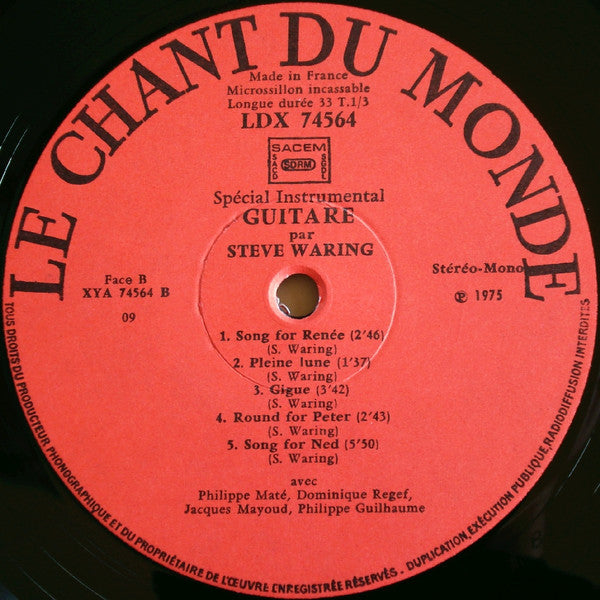 LE CHANT DU MONDE
Made in France
Microssillon incassable
Longue durée 33 T.1/3
LDX 74564
SACEM
SACD
SDRM
SGDL
Spécial Instrumental
GUITARE
par
STEVE WARING
Face B
XYA 74564 B
09
Stéréo-Mono
℗ 1975
1. Song for Renée (2'46)
(S. Waring)
2. Pleine lune (1'37)
(S. Waring)
3. Gigue (3'42)
(S. Waring)
4. Round for Peter (2'43)
(S. Waring)
5. Song for Ned (5'50)
(S. Waring)
avec
Philippe Maté, Dominique Regef,
Jacques Mayoud, Philippe Guilhaume
TOUS DROITS DU PRODUCTEUR PHONOGRAPHIQUE ET DU PROPRIÉTAIRE DE L'ŒUVRE ENREGISTRÉE RÉSERVÉS - DUPLICATION, EXÉCUTION PUBLIQUE, RADIODIFFUSION INTERDITES